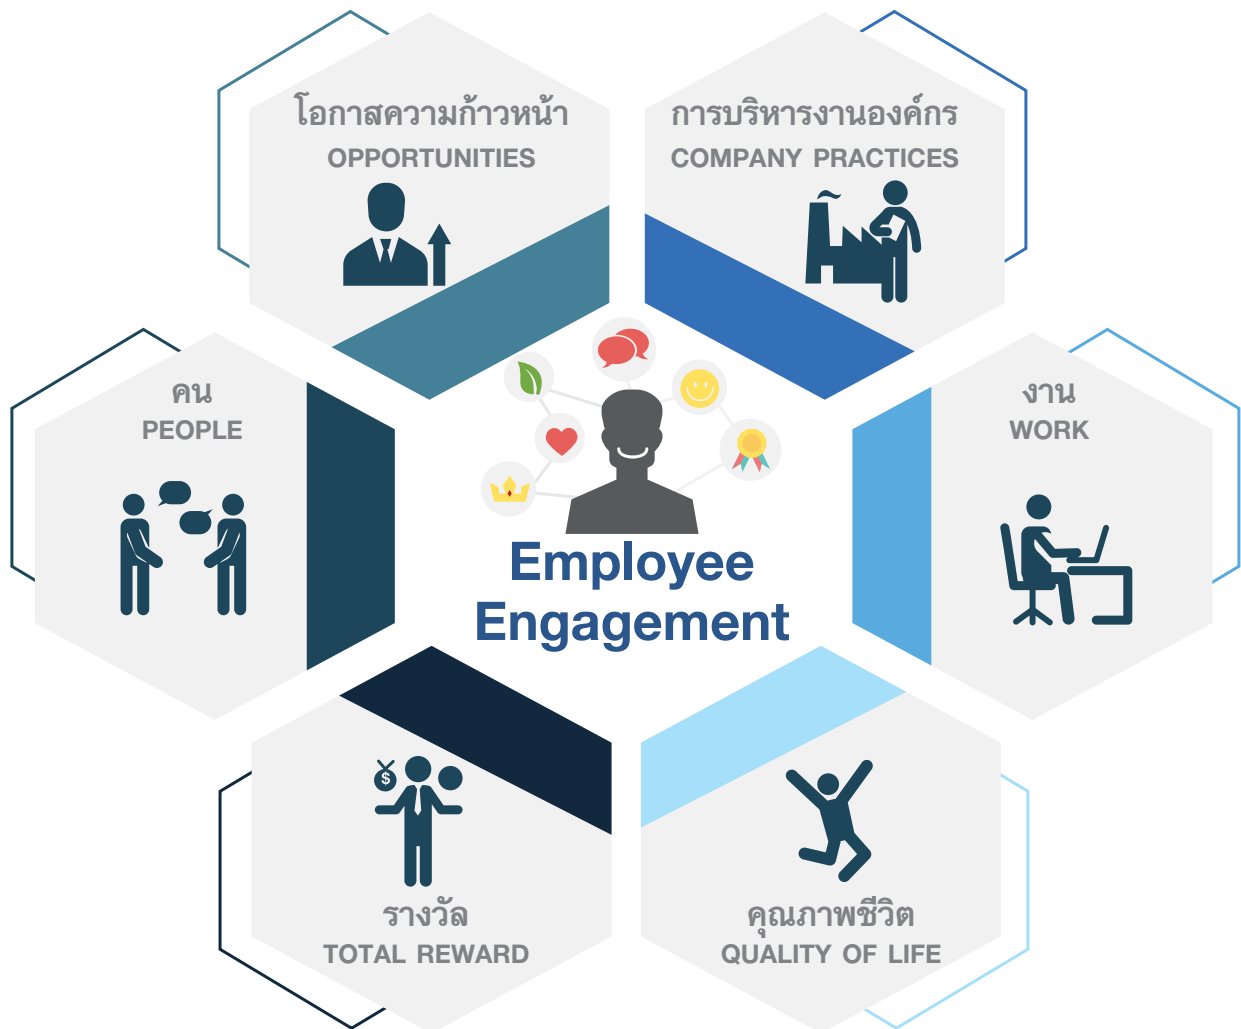 โอกาสความก้าวหน้า
OPPORTUNITIES
การบริหารงานองค์กร
COMPANY PRACTICES
คน
PEOPLE
งาน
WORK
Employee
Engagement
$
รางวัล
TOTAL REWARD
คุณภาพชีวิต
QUALITY OF LIFE